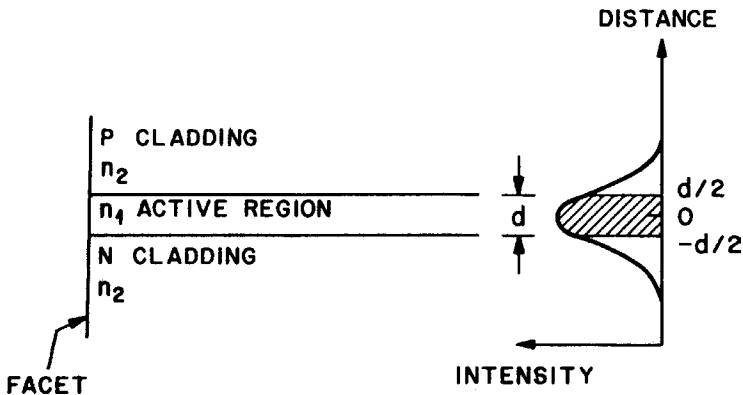 DISTANCE
P CLADDING
n2
d/2
n1 ACTIVE REGION
d
0
-d/2
N CLADDING
n2
FACET
INTENSITY